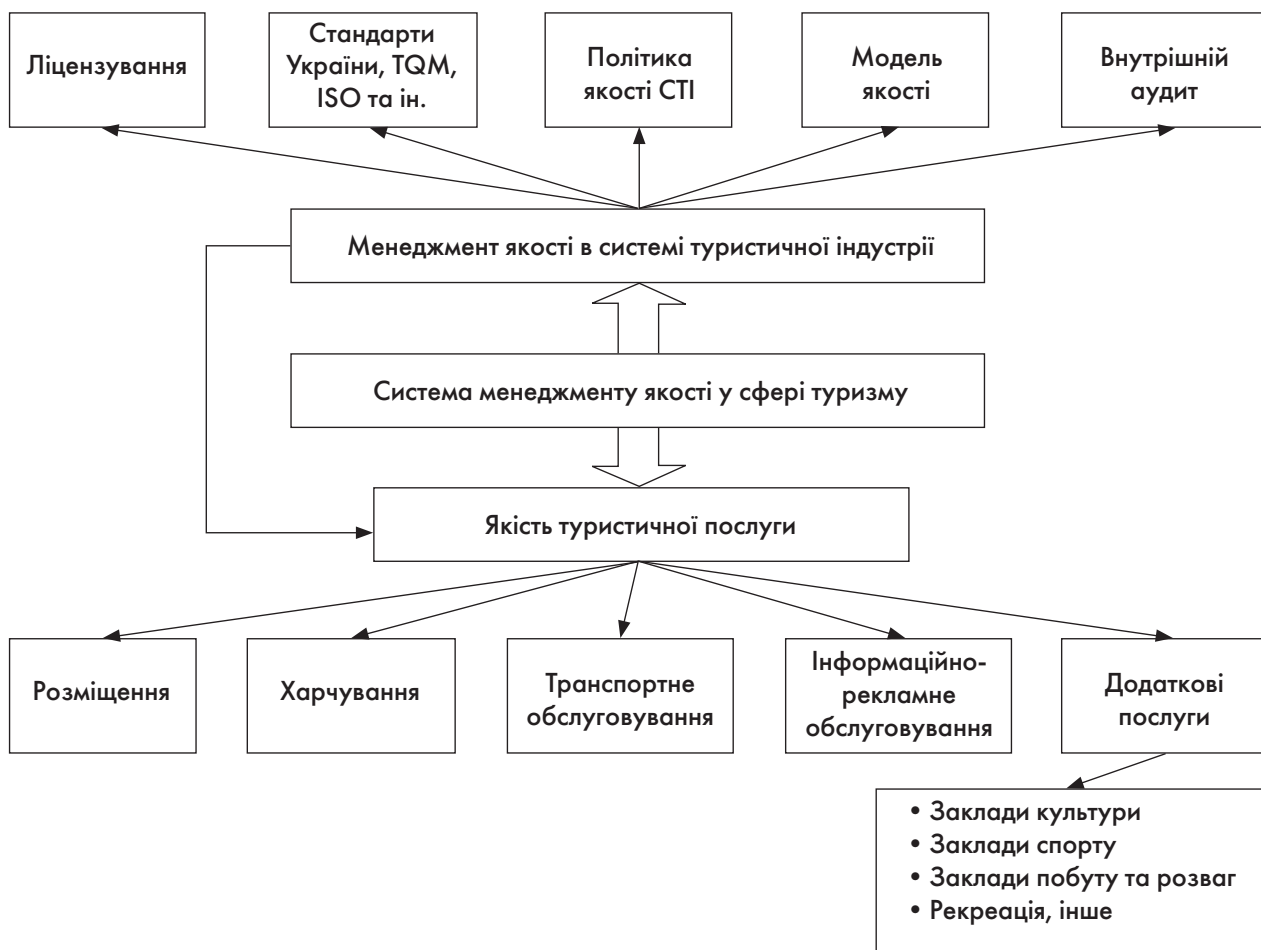 Ліцензування
Стандарти
України, TQM,
ISO та ін.
Політика
якості СТІ
Модель
якості
Внутрішній
аудит
Менеджмент якості в системі туристичної індустрії
Система менеджменту якості у сфері туризму
Якість туристичної послуги
Розміщення
Харчування
Транспортне
обслуговування
Інформаційно-
рекламне
обслуговування
Додаткові
послуги
• Заклади культури
• Заклади спорту
• Заклади побуту та розваг
• Рекреація, інше